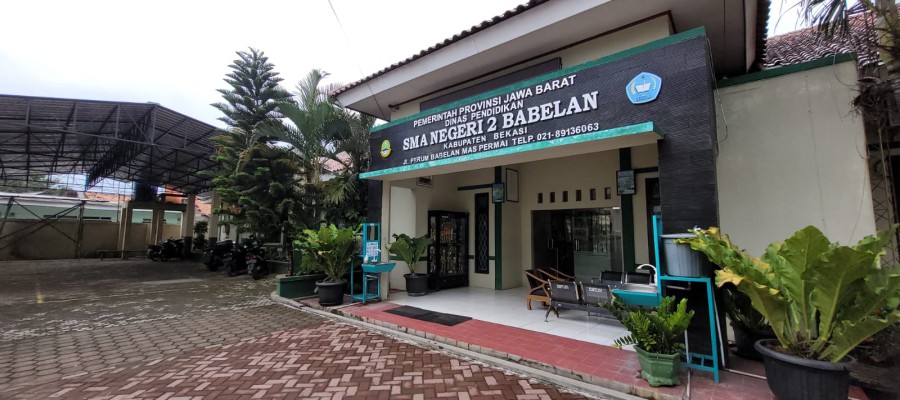 PEMERINTAH PROVINSI JAWA BARAT
DINAS PENDIDIKAN
SMA NEGERI 2 BABELAN
KABUPATEN BEKASI
JL. PERUM BABELAN MAS PERMAI TELP. 021-89136063